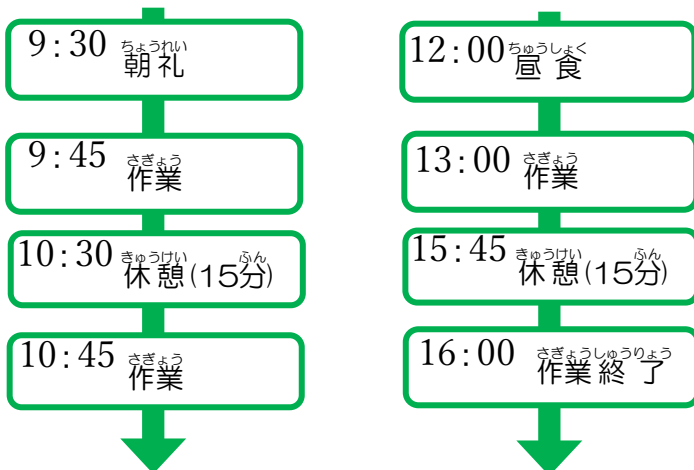 9:30 朝礼
ちょうれい
9:45 作業
さぎょう
10:30 休憩(15分)
きゅうけい ふん
10:45 作業
さぎょう
12:00 昼食
ちゅうしょく
13:00 作業
さぎょう
15:45 休憩(15分)
きゅうけい ふん
16:00 作業終了
さぎょうしゅうりょう